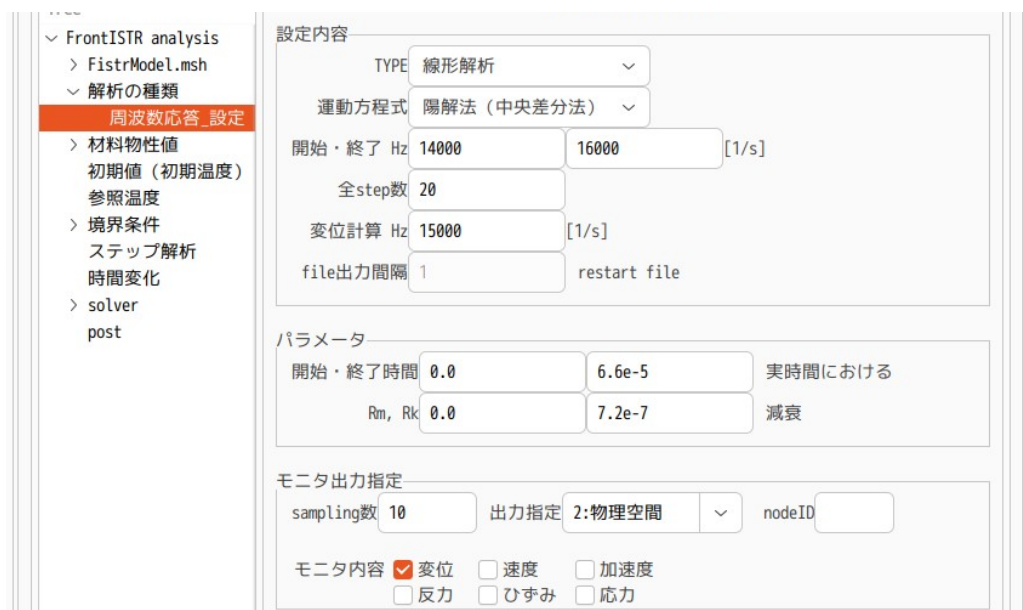 FrontISTR analysis
FistrModel.msh
解析の種類
周波数応答_設定
材料物性値
初期値（初期温度）
参照温度
境界条件
ステップ解析
時間変化
solver
post
設定内容
TYPE 線形解析
運動方程式 陽解法（中央差分法）
開始・終了 Hz 14000 16000 [1/s]
全step数 20
変位計算 Hz 15000 [1/s]
file出力間隔 1 restart file
パラメータ
開始・終了時間 0.0 6.6e-5 実時間における
Rm, Rk 0.0 7.2e-7 減衰
モニタ出力指定
sampling数 10 出力指定 2:物理空間 nodeID
モニタ内容 変位 速度 加速度
反力 ひずみ 応力